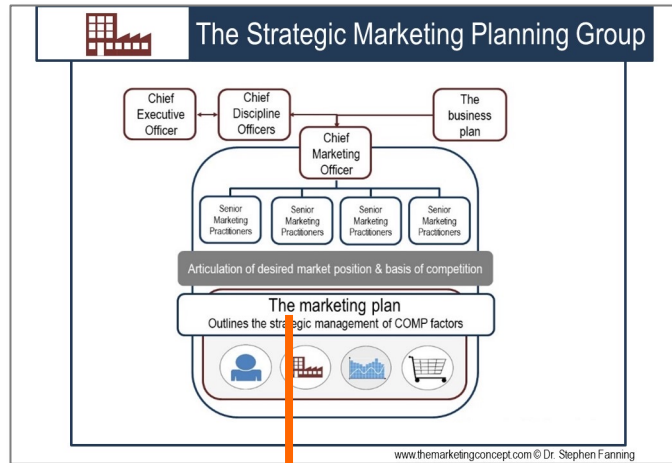 The Strategic Marketing Planning Group
Chief
Executive
Officer
Chief
Discipline
Officers
The
business
plan
Chief
Marketing
Officer
Senior
Marketing
Practitioners
Senior
Marketing
Practitioners
Senior
Marketing
Practitioners
Senior
Marketing
Practitioners
Articulation of desired market position & basis of competition
The marketing plan
Outlines the strategic management of COMP factors
www.themarketingconcept.com © Dr. Stephen Fanning